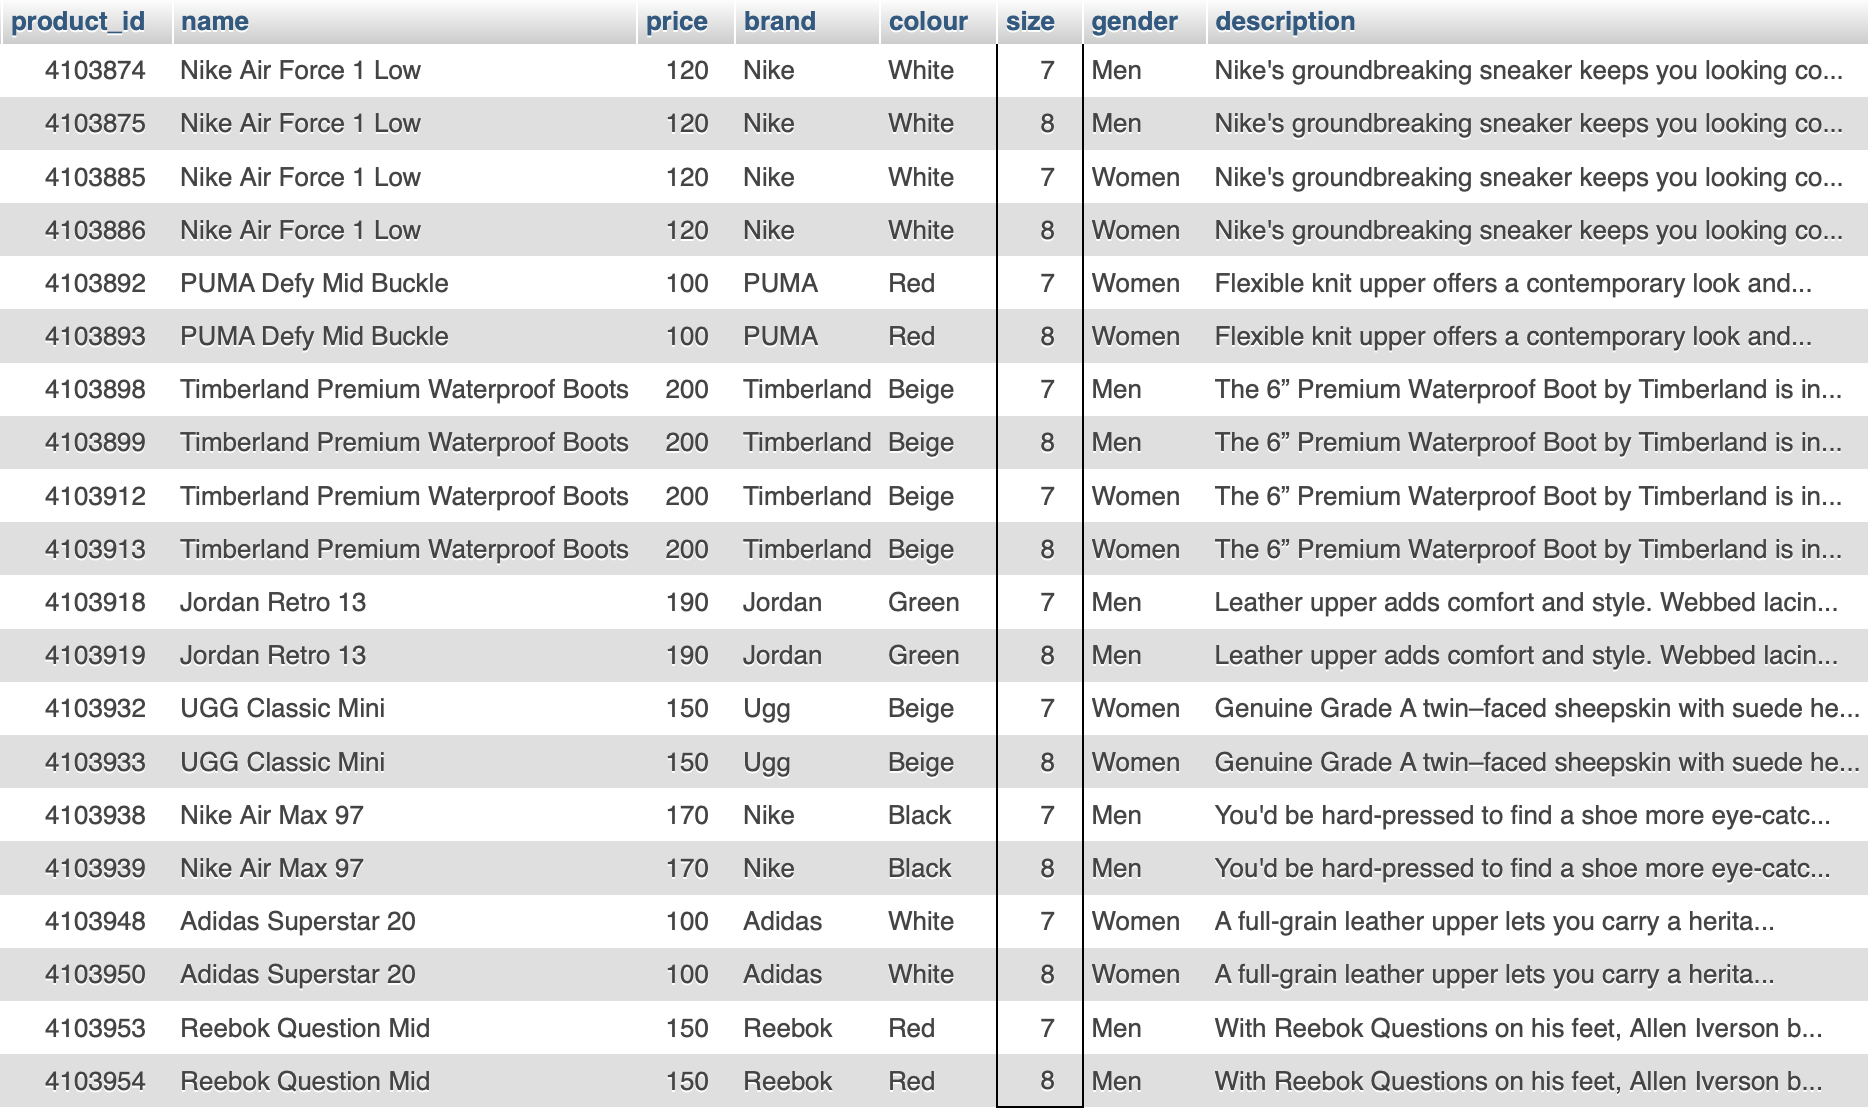 product_id name price brand colour size gender description
4103874 Nike Air Force 1 Low 120 Nike White 7 Men Nike's groundbreaking sneaker keeps you looking co...
4103875 Nike Air Force 1 Low 120 Nike White 8 Men Nike's groundbreaking sneaker keeps you looking co...
4103885 Nike Air Force 1 Low 120 Nike White 7 Women Nike's groundbreaking sneaker keeps you looking co...
4103886 Nike Air Force 1 Low 120 Nike White 8 Women Nike's groundbreaking sneaker keeps you looking co...
4103892 PUMA Defy Mid Buckle 100 PUMA Red 7 Women Flexible knit upper offers a contemporary look and...
4103893 PUMA Defy Mid Buckle 100 PUMA Red 8 Women Flexible knit upper offers a contemporary look and...
4103898 Timberland Premium Waterproof Boots 200 Timberland Beige 7 Men The 6” Premium Waterproof Boot by Timberland is in...
4103899 Timberland Premium Waterproof Boots 200 Timberland Beige 8 Men The 6” Premium Waterproof Boot by Timberland is in...
4103912 Timberland Premium Waterproof Boots 200 Timberland Beige 7 Women The 6” Premium Waterproof Boot by Timberland is in...
4103913 Timberland Premium Waterproof Boots 200 Timberland Beige 8 Women The 6” Premium Waterproof Boot by Timberland is in...
4103918 Jordan Retro 13 190 Jordan Green 7 Men Leather upper adds comfort and style. Webbed lacin...
4103919 Jordan Retro 13 190 Jordan Green 8 Men Leather upper adds comfort and style. Webbed lacin...
4103932 UGG Classic Mini 150 Ugg Beige 7 Women Genuine Grade A twin–faced sheepskin with suede he...
4103933 UGG Classic Mini 150 Ugg Beige 8 Women Genuine Grade A twin–faced sheepskin with suede he...
4103938 Nike Air Max 97 170 Nike Black 7 Men You'd be hard-pressed to find a shoe more eye-catc...
4103939 Nike Air Max 97 170 Nike Black 8 Men You'd be hard-pressed to find a shoe more eye-catc...
4103948 Adidas Superstar 20 100 Adidas White 7 Women A full-grain leather upper lets you carry a herita...
4103950 Adidas Superstar 20 100 Adidas White 8 Women A full-grain leather upper lets you carry a herita...
4103953 Reebok Question Mid 150 Reebok Red 7 Men With Reebok Questions on his feet, Allen Iverson b...
4103954 Reebok Question Mid 150 Reebok Red 8 Men With Reebok Questions on his feet, Allen Iverson b...